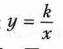 y = k/x